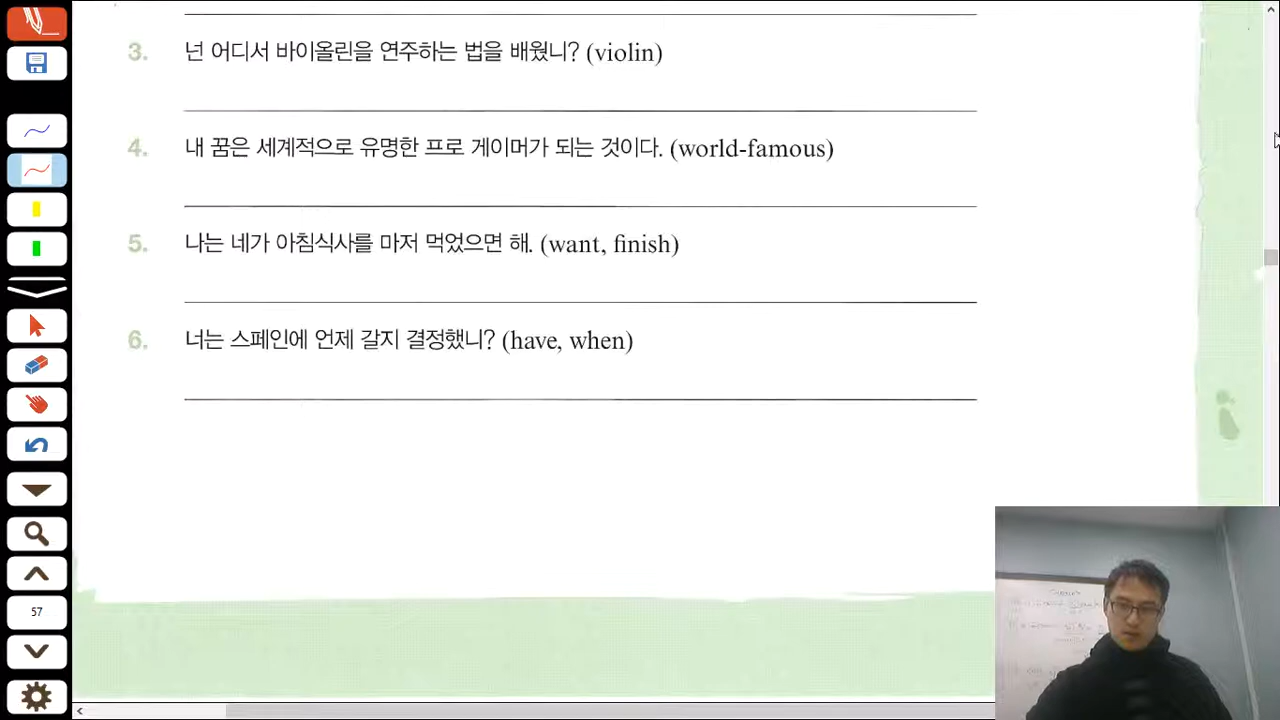 3. 넌 어디서 바이올린을 연주하는 법을 배웠니? (violin)
4. 내 꿈은 세계적으로 유명한 프로 게이머가 되는 것이다. (world-famous)
5. 나는 네가 아침식사를 마저 먹었으면 해. (want, finish)
6. 너는 스페인에 언제 갈지 결정했니? (have, when)
57